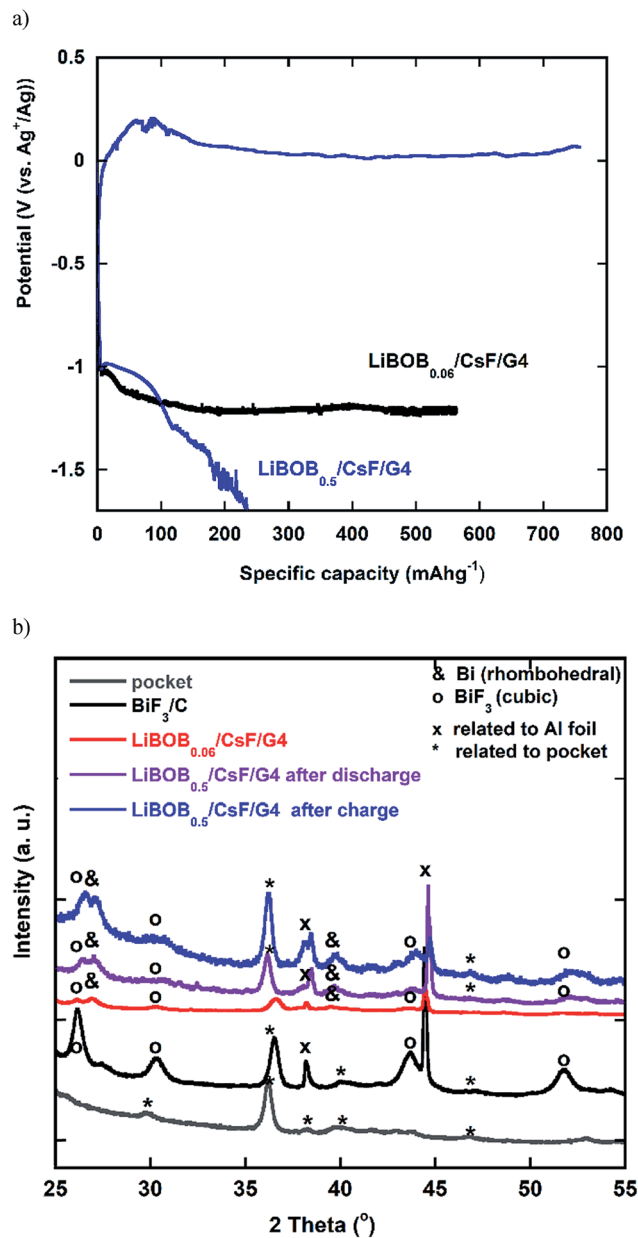 a)
0.5
0
-0.5
-1
-1.5
Potential (V (vs. Ag⁺/Ag))
LiBOB₀.₀₆/CsF/G4
LiBOB₀.₅/CsF/G4
0 100 200 300 400 500 600 700 800
Specific capacity (mAhg⁻¹)
b)
pocket
BiF₃/C
LiBOB₀.₀₆/CsF/G4
LiBOB₀.₅/CsF/G4 after discharge
LiBOB₀.₅/CsF/G4 after charge
& Bi (rhombohedral)
o BiF₃ (cubic)
x related to Al foil
* related to pocket
Intensity (a. u.)
x
o & * o
o x
o & * & o * o
o x & * o
o & o & o
* x
o o * * o
* * * *
25 30 35 40 45 50 55
2 Theta (°)